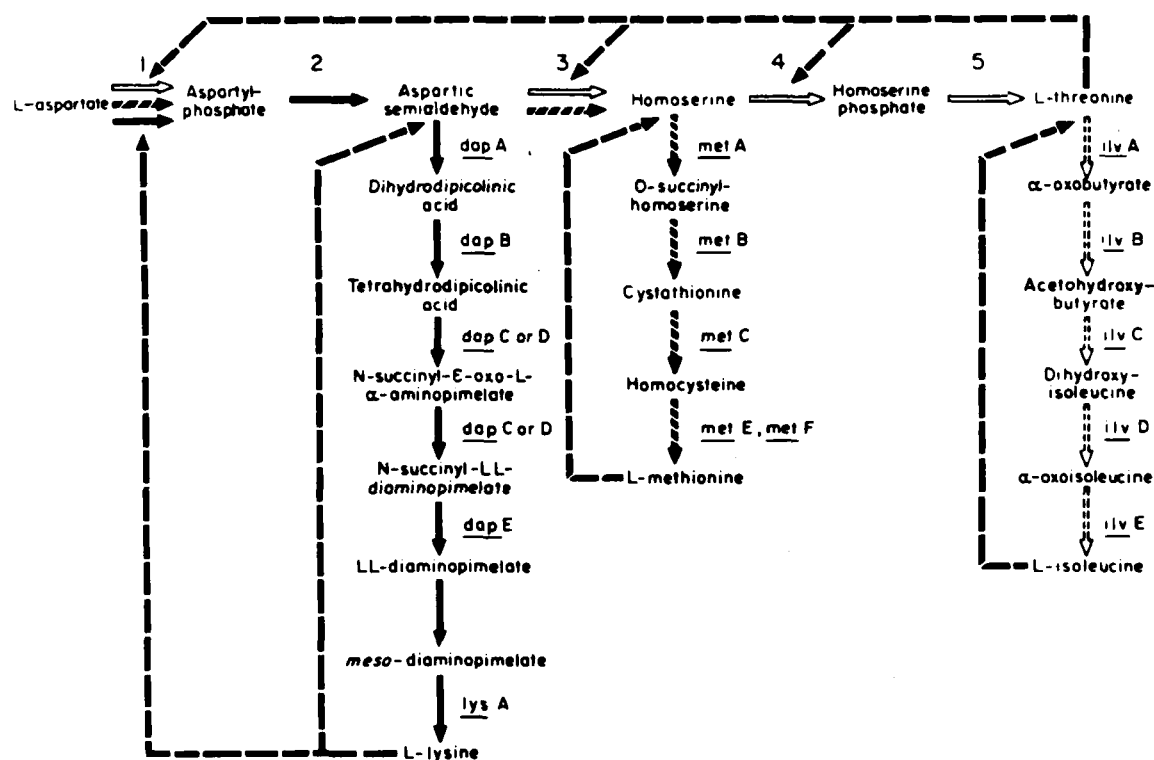 1
2
3
4
5
L-aspartate
Aspartyl-
phosphate
Aspartic
semialdehyde
Homoserine
Homoserine
phosphate
L-threonine
dap A
Dihydrodipicolinic
acid
dap B
Tetrahydrodipicolinic
acid
dap C or D
N-succinyl-ε-oxo-L-
α-aminopimelate
dap C or D
N-succinyl-LL-
diaminopimelate
dap E
LL-diaminopimelate
meso-diaminopimelate
lys A
L-lysine
met A
O-succinyl-
homoserine
met B
Cystathionine
met C
Homocysteine
met E, met F
L-methionine
ilv A
α-oxobutyrate
ilv B
Acetohydroxy-
butyrate
ilv C
Dihydroxy-
isoleucine
ilv D
α-oxoisoleucine
ilv E
L-isoleucine